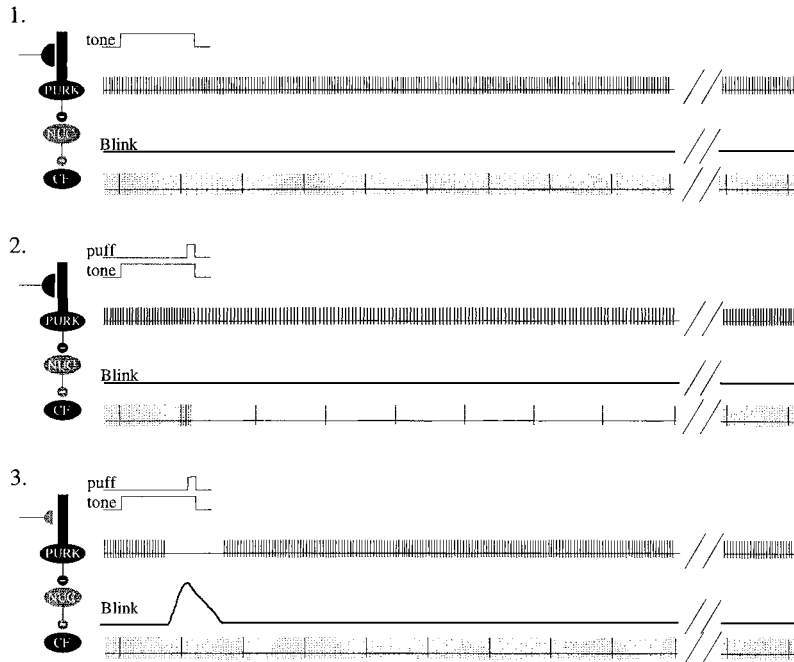 1.
tone
PURK
Blink
NUC
CF
2.
puff
tone
PURK
Blink
NUC
CF
3.
puff
tone
PURK
Blink
NUC
CF